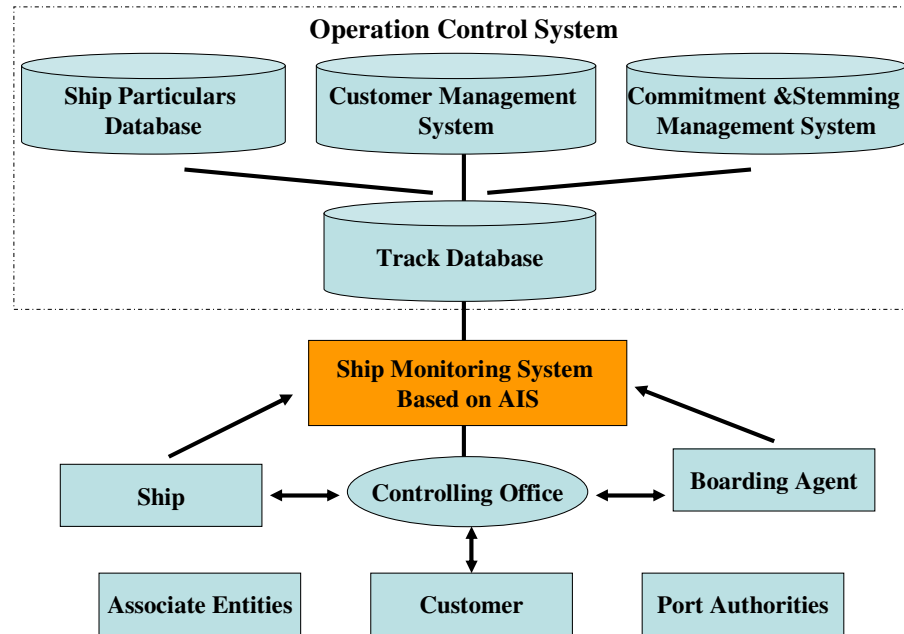 Operation Control System
Ship Particulars
Database
Customer Management
System
Commitment &Stemming
Management System
Track Database
Ship Monitoring System
Based on AIS
Ship
Controlling Office
Boarding Agent
Associate Entities
Customer
Port Authorities